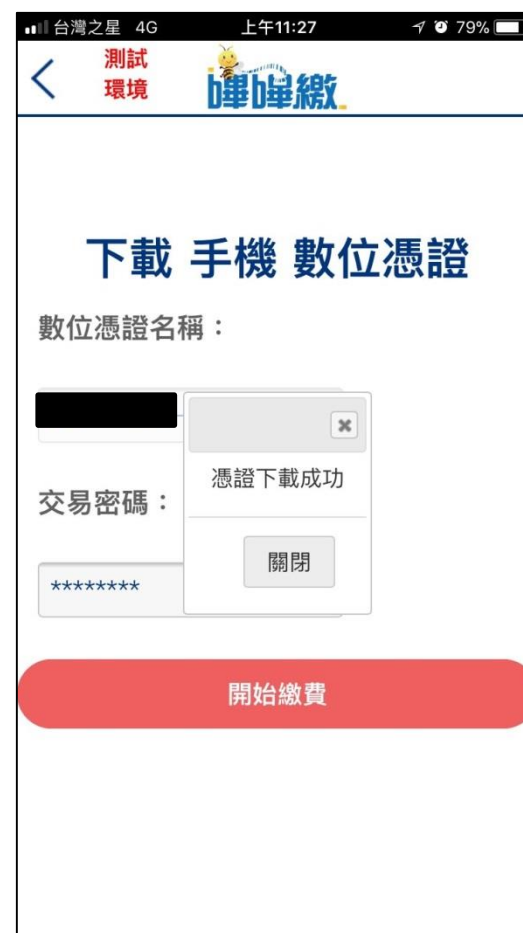 台灣之星 4G 上午11:27 79%
測試
環境
嗶嗶繳
下載 手機 數位憑證
數位憑證名稱：
憑證下載成功
交易密碼：
關閉
********
開始繳費